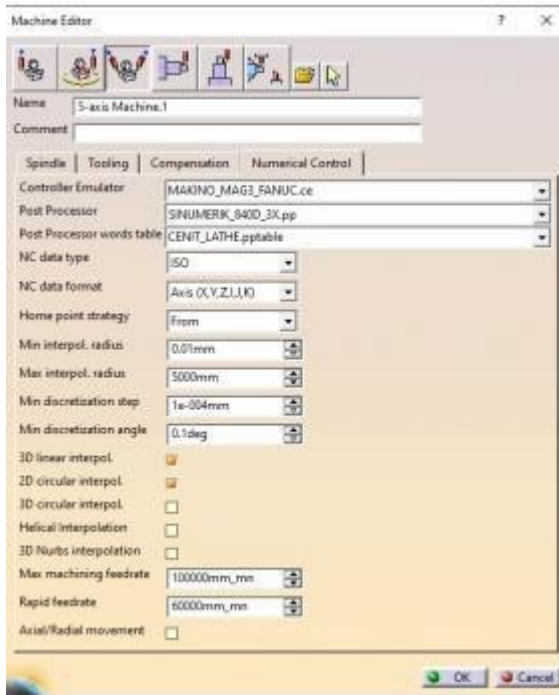 Machine Editor ? ×
Name 5-axis Machine.1
Comment
Spindle Tooling Compensation Numerical Control
Controller Emulator MAKINO_MAG3_FANUC.ce
Post Processor SINUMERIK_840D_3X.pp
Post Processor words table CENIT_LATHE.pptable
NC data type ISO
NC data format Axis (X,Y,Z,I,J,K)
Home point strategy From
Min interpol. radius 0.01mm
Max interpol. radius 5000mm
Min discretization step 1e-004mm
Min discretization angle 0.1deg
3D linear interpol.
2D circular interpol.
3D circular interpol.
Helical Interpolation
3D Nurbs interpolation
Max machining feedrate 100000mm_mn
Rapid feedrate 60000mm_mn
Axial/Radial movement
OK Cancel